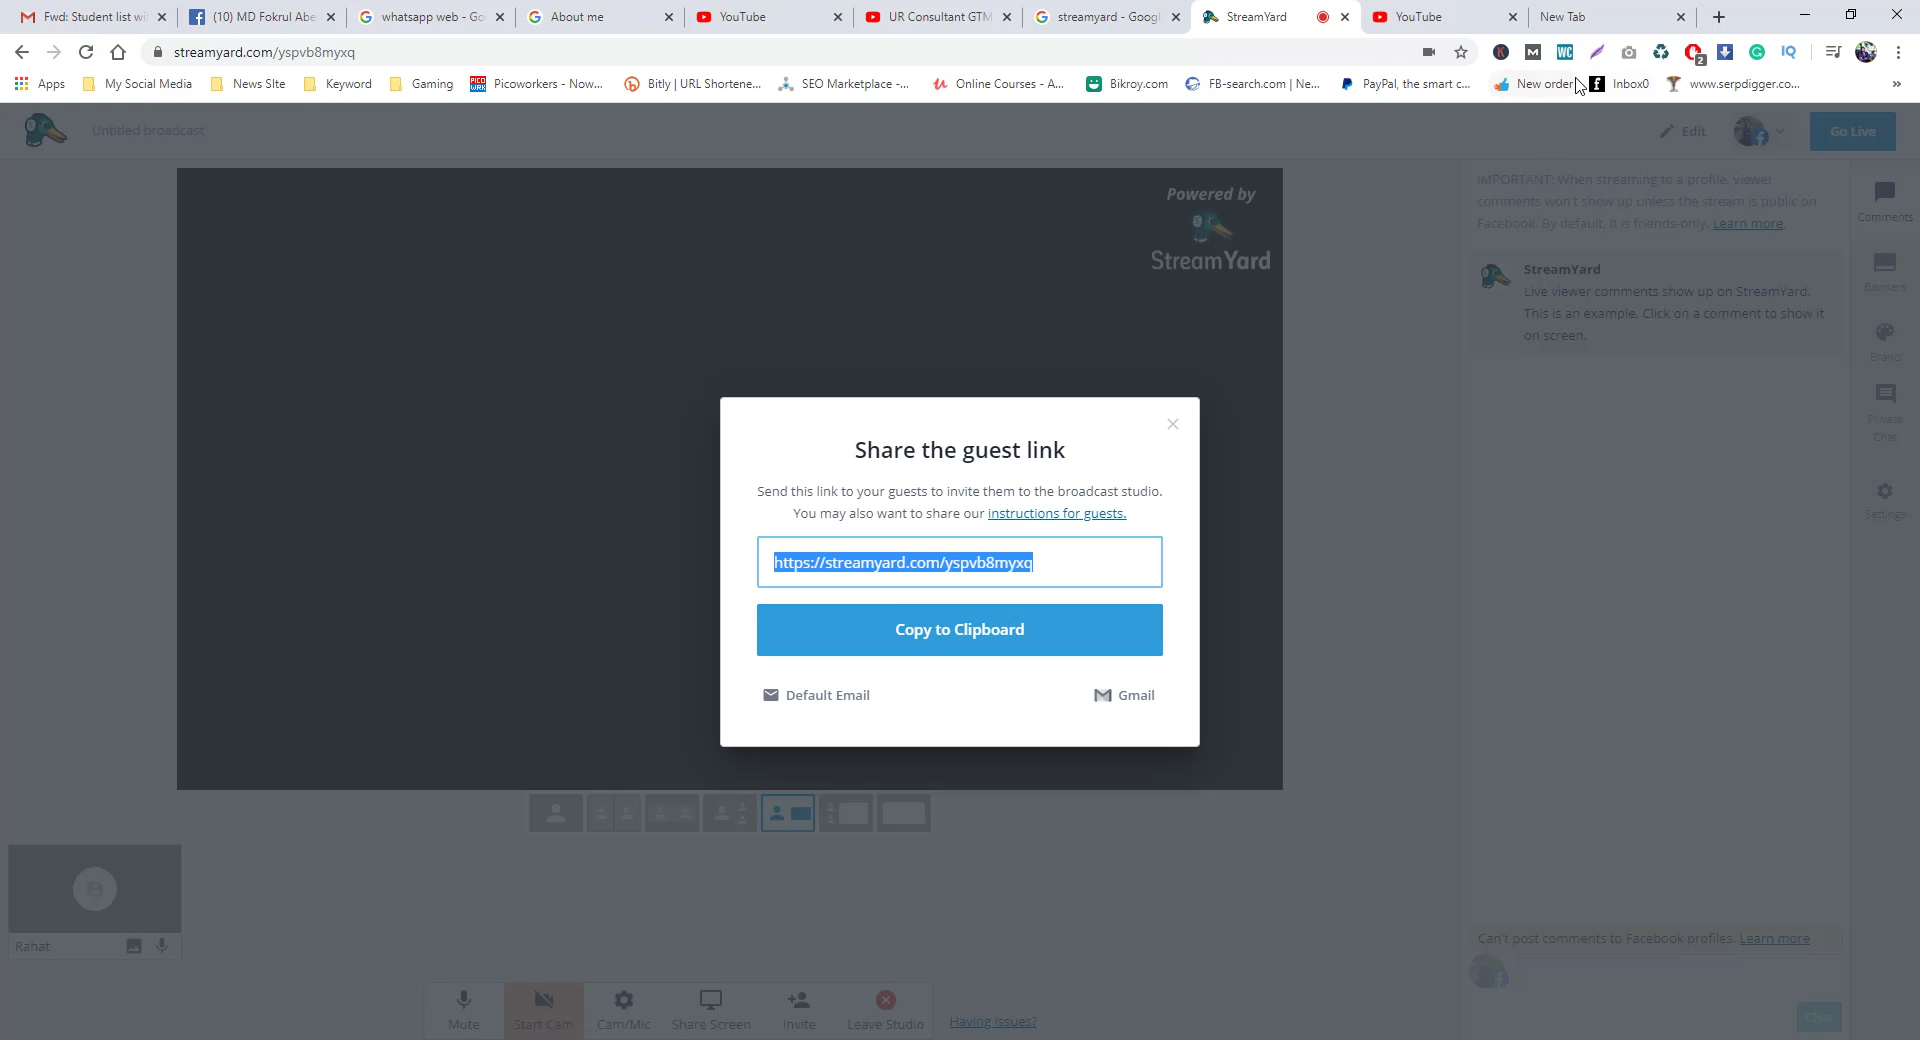 Fwd: Student list wi
(10) MD Fokrul Abe
whatsapp web - Go
About me
YouTube
UR Consultant GTM
streamyard - Googl
StreamYard
YouTube
New Tab
streamyard.com/yspvb8myxq
Apps
My Social Media
News SIte
Keyword
Gaming
Picoworkers - Now...
Bitly | URL Shortene...
SEO Marketplace -...
Online Courses - A...
Bikroy.com
FB-search.com | Ne...
PayPal, the smart c...
New order
Inbox0
www.serpdigger.co...
Untitled broadcast
Edit
Go Live
Powered by
StreamYard
IMPORTANT: When streaming to a profile, viewer
comments won't show up unless the stream is public on
Facebook. By default, it is friends-only. Learn more.
StreamYard
Live viewer comments show up on StreamYard.
This is an example. Click on a comment to show it
on screen.
Comments
Banners
Brand
Private
Chat
Settings
Share the guest link
Send this link to your guests to invite them to the broadcast studio.
You may also want to share our instructions for guests.
https://streamyard.com/yspvb8myxq
Copy to Clipboard
Default Email
Gmail
Rahat
Can't post comments to Facebook profiles. Learn more
Chat
Mute
Start Cam
Cam/Mic
Share Screen
Invite
Leave Studio
Having issues?